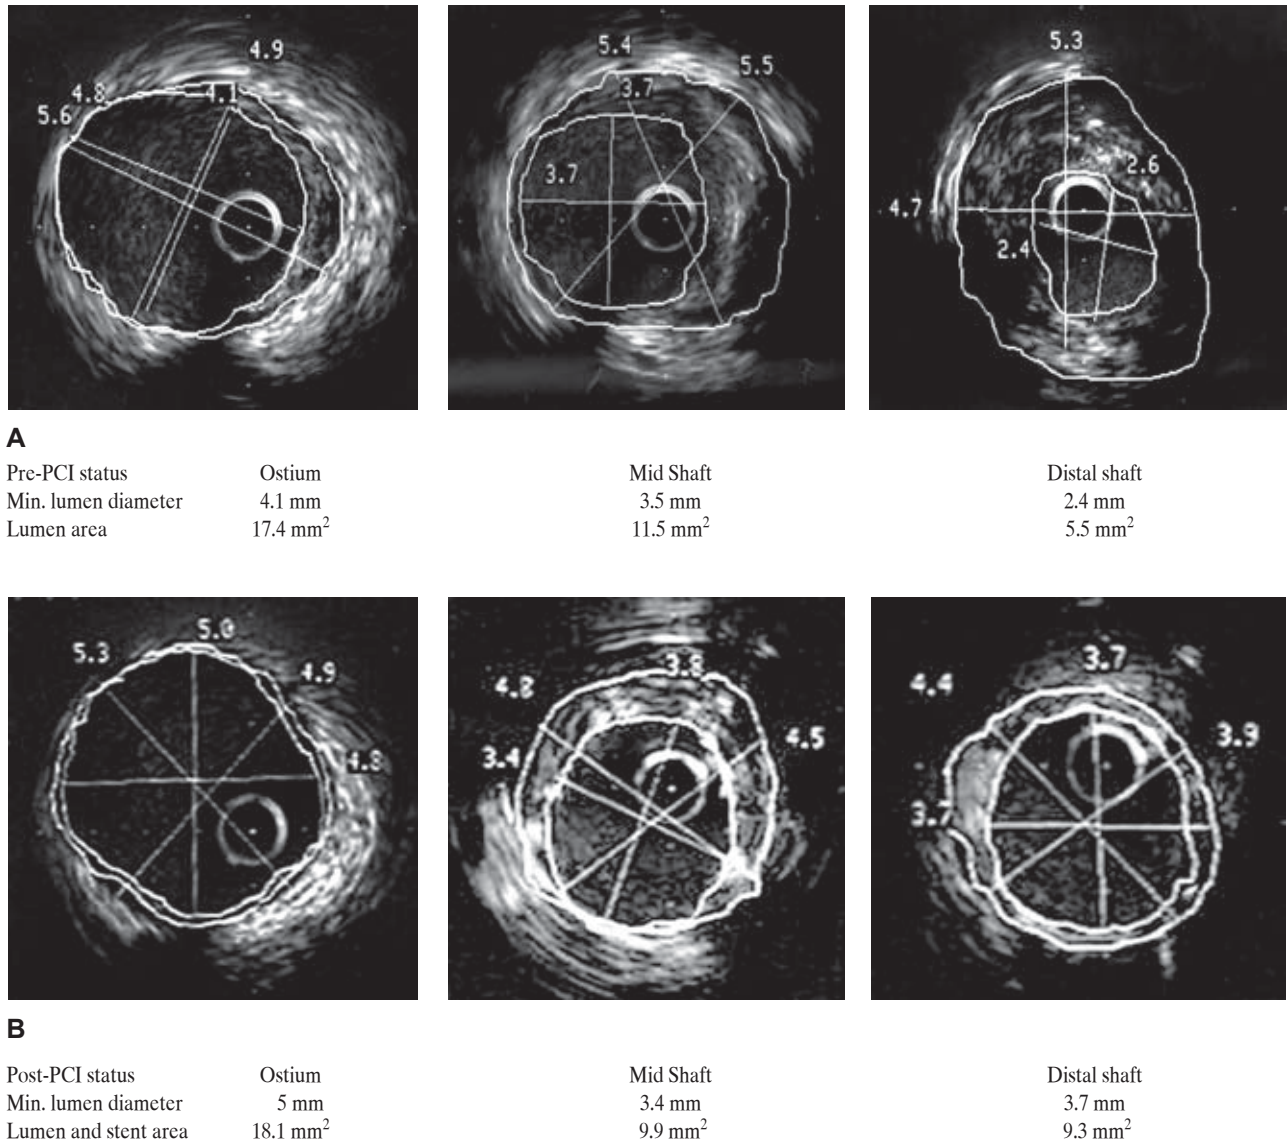 4.9
4.8 4.1
5.6
5.4
5.5
3.7
3.7
5.3
2.6
4.7
2.4
A
Pre-PCI status Ostium Mid Shaft Distal shaft
Min. lumen diameter 4.1 mm 3.5 mm 2.4 mm
Lumen area 17.4 mm² 11.5 mm² 5.5 mm²
5.0
5.3
4.9
4.8
3.8
4.8
4.5
3.4
3.7
4.4
3.9
3.7
B
Post-PCI status Ostium Mid Shaft Distal shaft
Min. lumen diameter 5 mm 3.4 mm 3.7 mm
Lumen and stent area 18.1 mm² 9.9 mm² 9.3 mm²